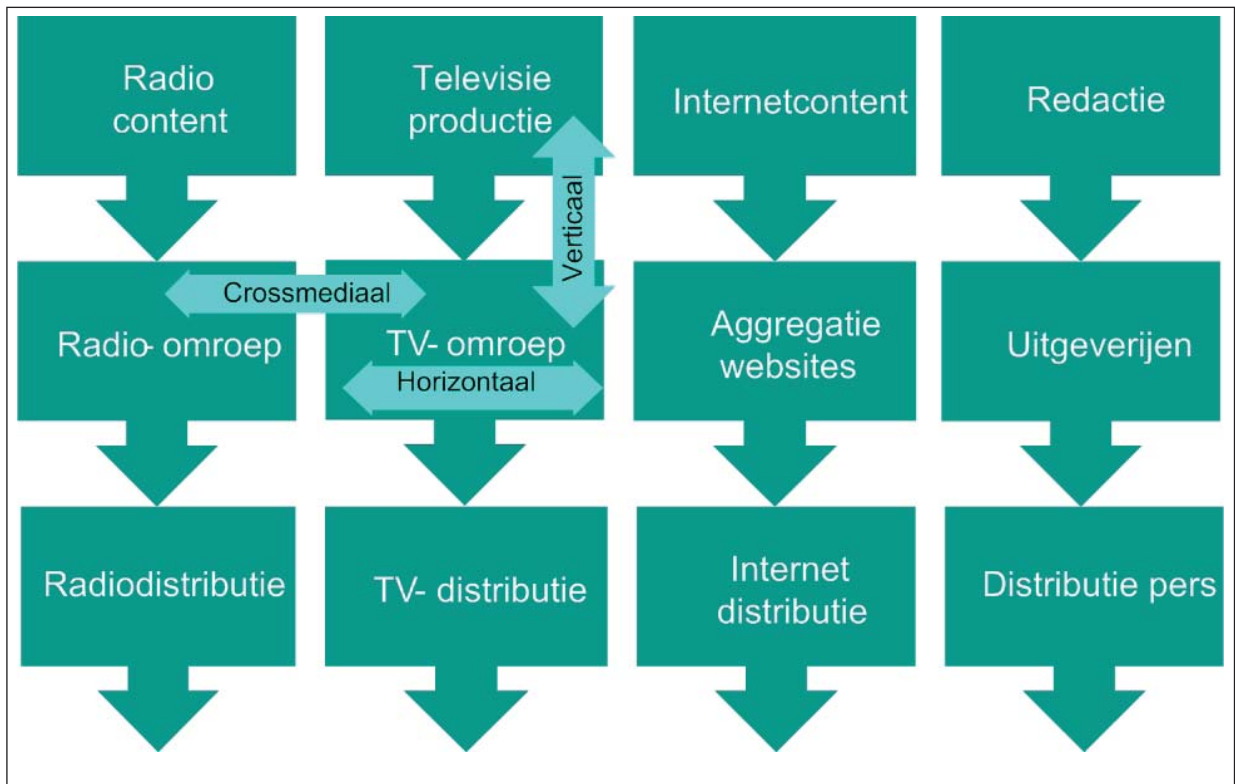 Radio
content
Televisie
productie
Internetcontent
Redactie
Verticaal
Crossmediaal
Radio- omroep
TV- omroep
Horizontaal
Aggregatie
websites
Uitgeverijen
Radiodistributie
TV- distributie
Internet
distributie
Distributie pers